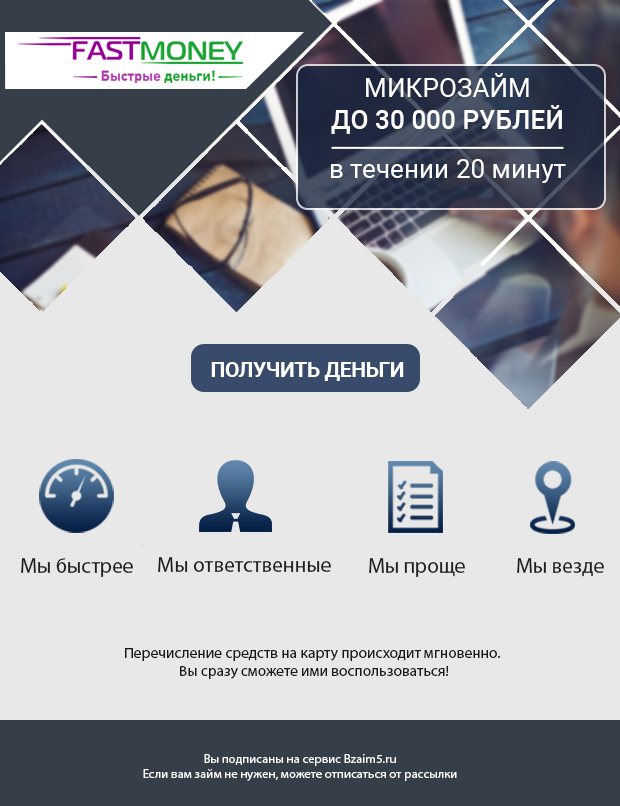 FASTMONEY
Быстрые деньги!
МИКРОЗАЙМ
ДО 30 000 РУБЛЕЙ
в течении 20 минут
ПОЛУЧИТЬ ДЕНЬГИ
Мы быстрее
Мы ответственные
Мы проще
Мы везде
Перечисление средств на карту происходит мгновенно.
Вы сразу сможете ими воспользоваться!
Вы подписаны на сервис Bzaim5.ru
Если вам займ не нужен, можете отписаться от рассылки